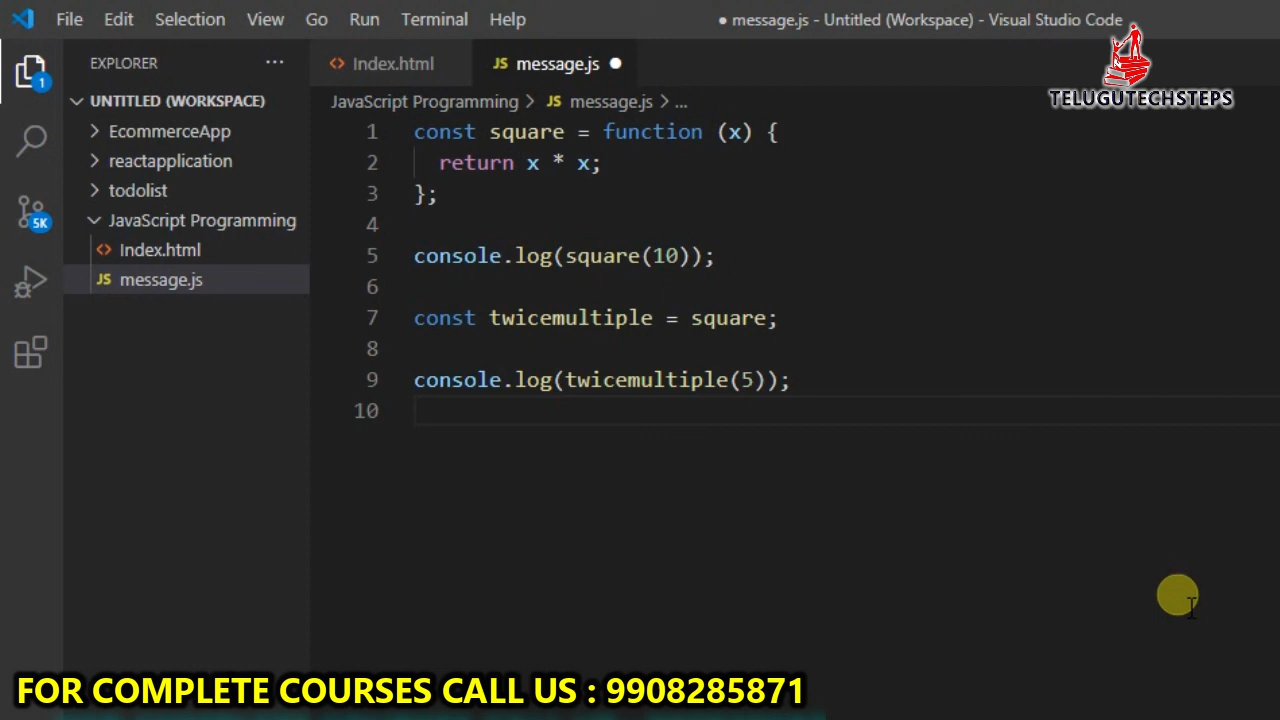 File Edit Selection View Go Run Terminal Help
● message.js - Untitled (Workspace) - Visual Studio Code
TELUGUTECHSTEPS
EXPLORER ...
Index.html
JS message.js ●
1
UNTITLED (WORKSPACE)
JavaScript Programming > JS message.js > ...
EcommerceApp
reactapplication
todolist
JavaScript Programming
Index.html
JS message.js
5K
1 const square = function (x) {
2 return x * x;
3 };
4
5 console.log(square(10));
6
7 const twicemultiple = square;
8
9 console.log(twicemultiple(5));
10
FOR COMPLETE COURSES CALL US : 9908285871